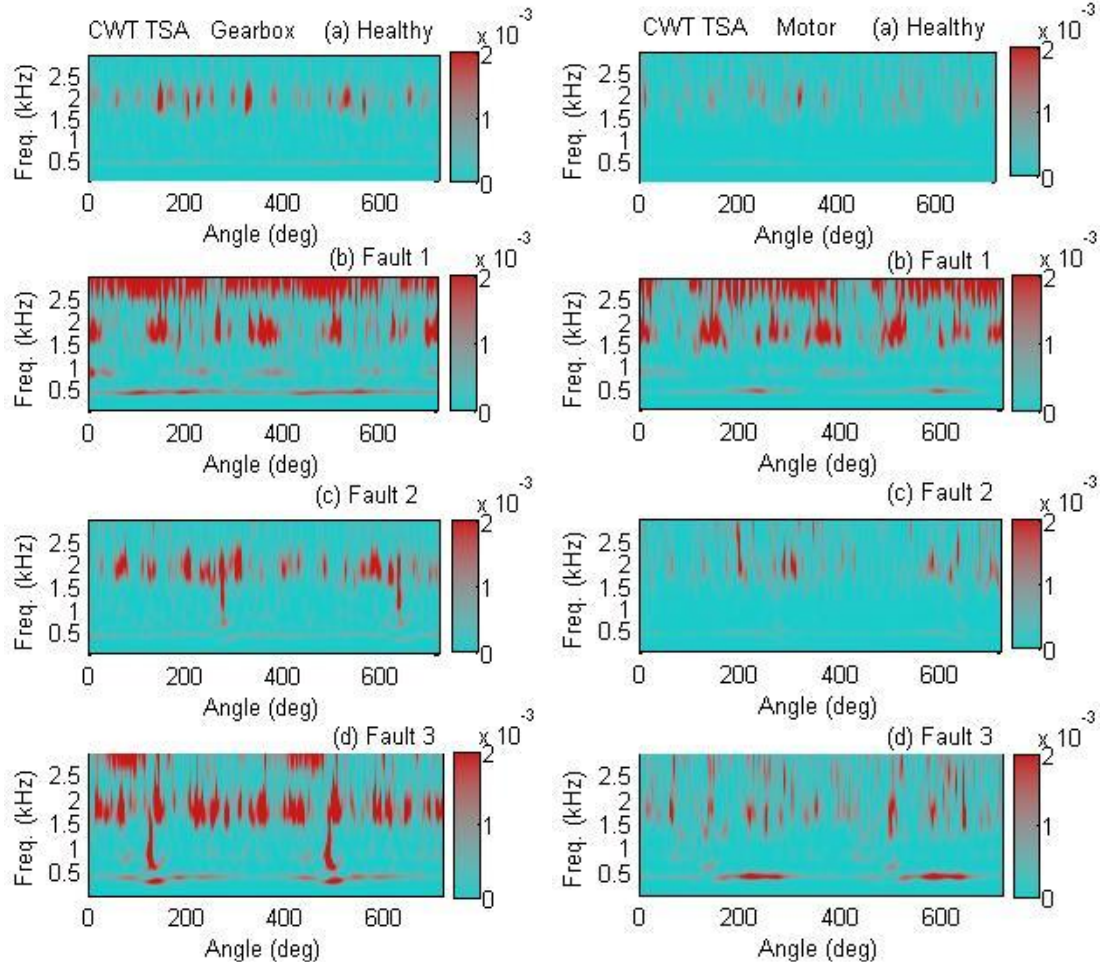 CWT TSA Gearbox (a) Healthy
x 10-3
Freq. (kHz)
2.5
2
1.5
1
0.5
0 200 400 600
Angle (deg)
2
1
0
CWT TSA Motor (a) Healthy
x 10-3
Freq. (kHz)
2.5
2
1.5
1
0.5
0 200 400 600
Angle (deg)
2
1
0
(b) Fault 1
x 10-3
Freq. (kHz)
2.5
2
1.5
1
0.5
0 200 400 600
Angle (deg)
2
1
0
(b) Fault 1
x 10-3
Freq. (kHz)
2.5
2
1.5
1
0.5
0 200 400 600
Angle (deg)
2
1
0
(c) Fault 2
x 10-3
Freq. (kHz)
2.5
2
1.5
1
0.5
0 200 400 600
Angle (deg)
2
1
0
(c) Fault 2
x 10-3
Freq. (kHz)
2.5
2
1.5
1
0.5
0 200 400 600
Angle (deg)
2
1
0
(d) Fault 3
x 10-3
Freq. (kHz)
2.5
2
1.5
1
0.5
0 200 400 600
Angle (deg)
2
1
0
(d) Fault 3
x 10-3
Freq. (kHz)
2.5
2
1.5
1
0.5
0 200 400 600
Angle (deg)
2
1
0